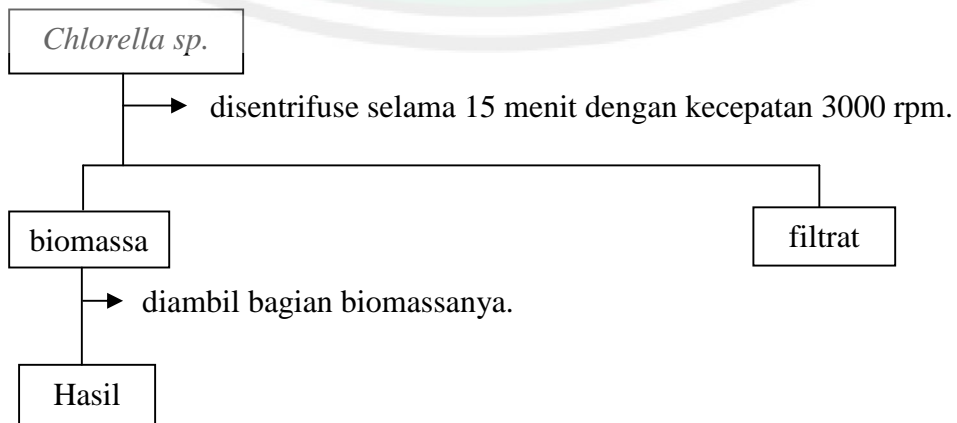 Chlorella sp.
disentrifuse selama 15 menit dengan kecepatan 3000 rpm.
biomassa
filtrat
diambil bagian biomassanya.
Hasil